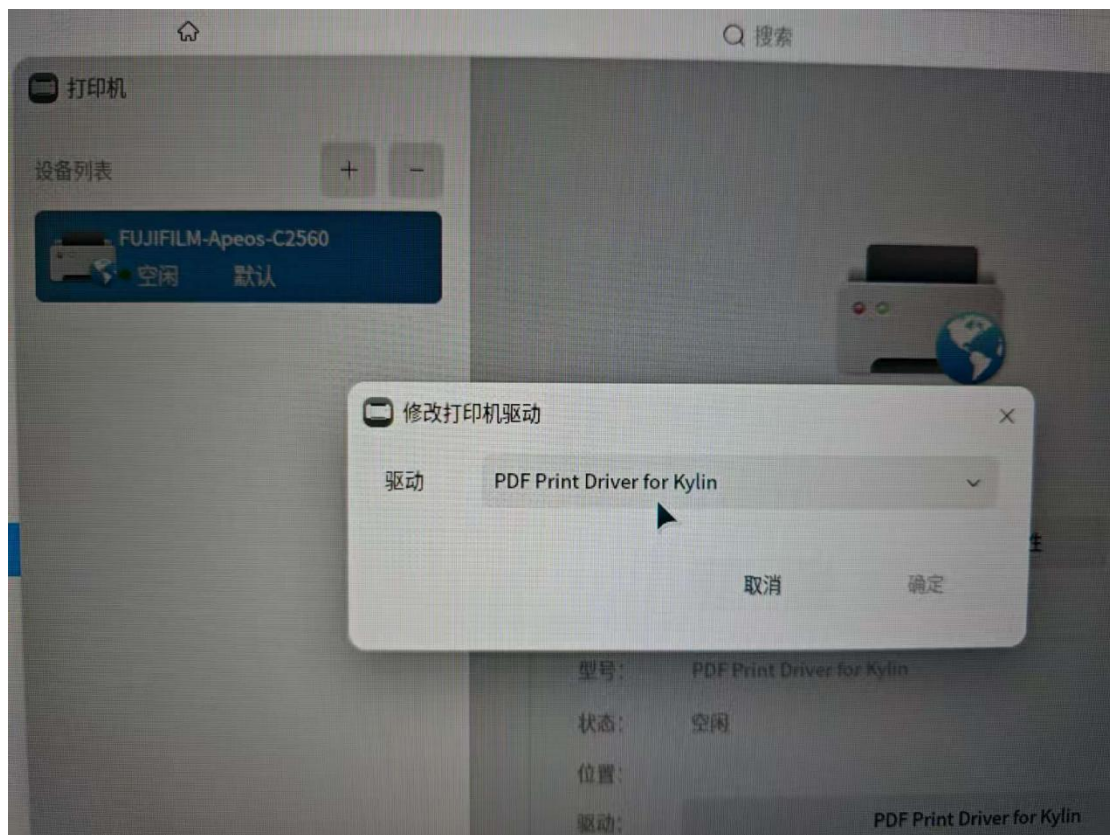 搜索
打印机
设备列表
+ -
FUJIFILM-Apeos-C2560
空闲 默认
修改打印机驱动
驱动 PDF Print Driver for Kylin
性
取消 确定
型号: PDF Print Driver for Kylin
状态: 空闲
位置:
驱动: PDF Print Driver for Kylin